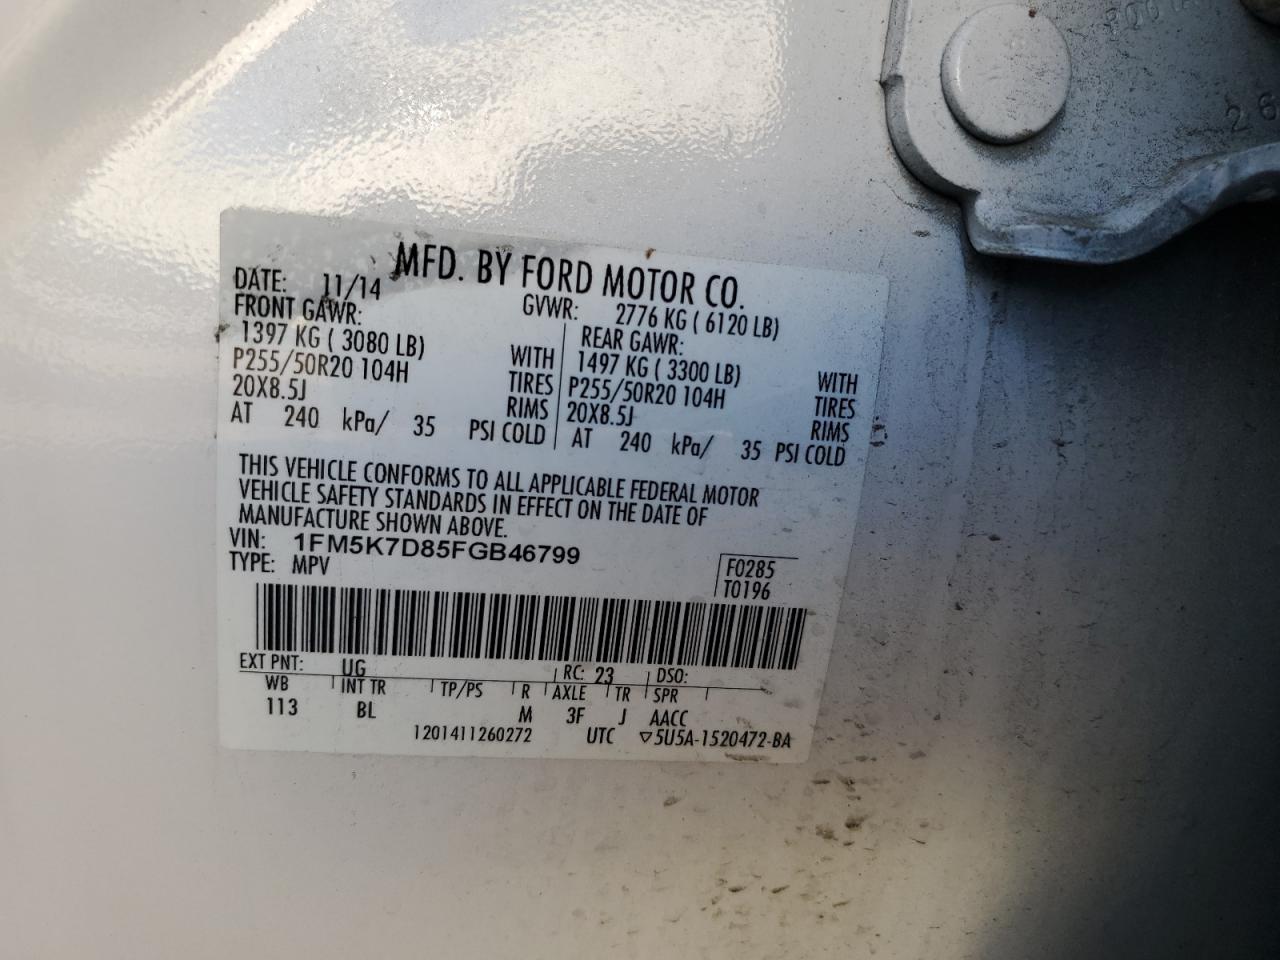 MFD. BY FORD MOTOR CO.
DATE: 11/14
GVWR: 2776 KG ( 6120 LB)
FRONT GAWR:
1397 KG ( 3080 LB) WITH
P255/50R20 104H TIRES
20X8.5J RIMS
AT 240 kPa/ 35 PSI COLD
REAR GAWR:
1497 KG ( 3300 LB) WITH
P255/50R20 104H TIRES
20X8.5J RIMS
AT 240 kPa/ 35 PSI COLD
THIS VEHICLE CONFORMS TO ALL APPLICABLE FEDERAL MOTOR
VEHICLE SAFETY STANDARDS IN EFFECT ON THE DATE OF
MANUFACTURE SHOWN ABOVE.
VIN: 1FM5K7D85FGB46799
TYPE: MPV
F0285
T0196
EXT PNT: UG RC: 23 DSO:
WB INT TR TP/PS R AXLE TR SPR
113 BL M 3F J AACC
1201411260272 UTC ▽5U5A-1520472-BA
26